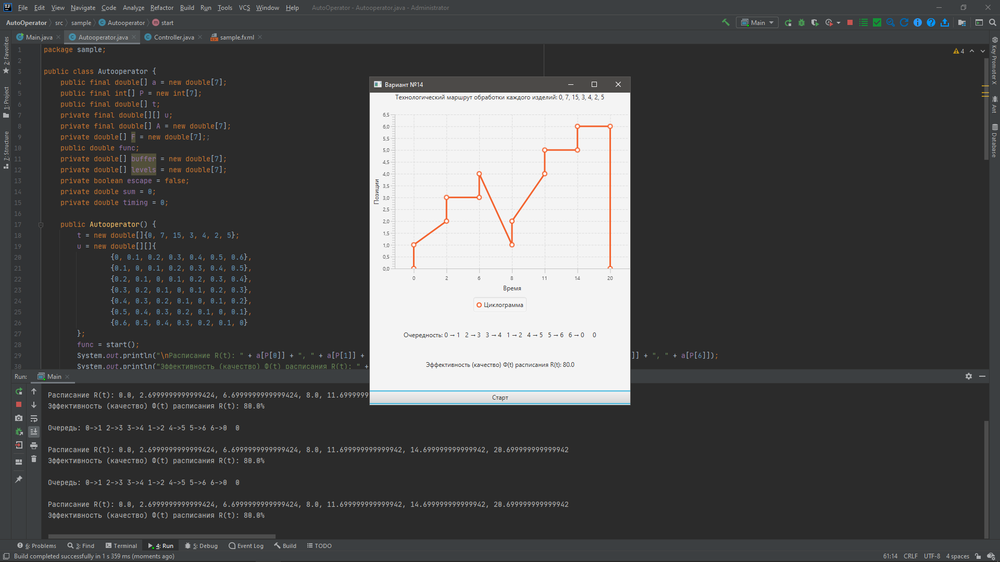 File Edit View Navigate Code Analyze Refactor Build Run Tools VCS Window Help AutoOperator - Autooperator.java - Administrator
AutoOperator src sample Autooperator start Main
Main.java Autooperator.java Controller.java sample.fxml
2: Favorites
1: Project
7: Structure
Key Promoter X
Ant
Database
4
1 package sample;
2
3 public class Autooperator {
4 public final double[] a = new double[7];
5 public final int[] P = new int[7];
6 public final double[] t;
7 private final double[][] u;
8 private final double[] A = new double[7];
9 private double[] F = new double[7];;
10 public double func;
11 private double[] buffer = new double[7];
12 private double[] levels = new double[7];
13 private boolean escape = false;
14 private double sum = 0;
15 private double timing = 0;
16
17 public Autooperator() {
18 t = new double[]{0, 7, 15, 3, 4, 2, 5};
19 u = new double[][]{
20 {0, 0.1, 0.2, 0.3, 0.4, 0.5, 0.6},
21 {0.1, 0, 0.1, 0.2, 0.3, 0.4, 0.5},
22 {0.2, 0.1, 0, 0.1, 0.2, 0.3, 0.4},
23 {0.3, 0.2, 0.1, 0, 0.1, 0.2, 0.3},
24 {0.4, 0.3, 0.2, 0.1, 0, 0.1, 0.2},
25 {0.5, 0.4, 0.3, 0.2, 0.1, 0, 0.1},
26 {0.6, 0.5, 0.4, 0.3, 0.2, 0.1, 0}
27 };
28 func = start();
29 System.out.println("\nРасписание R(t): " + a[P[0]] + ", " + a[P[1]] + ]] + ", " + a[P[6]]);
30 System.out.println("Эффективность (качество) Φ(t) расписания R(t): " +
Вариант №14
Технологический маршрут обработки каждого изделий: 0, 7, 15, 3, 4, 2, 5
6,5
6,0
5,5
5,0
4,5
4,0
3,5
3,0
2,5
2,0
1,5
1,0
0,5
0,0
Позиции
0 2 6 8 11 14 20
Время
Циклограмма
Очередность: 0 → 1 2 → 3 3 → 4 1 → 2 4 → 5 5 → 6 6 → 0 0
Эффективность (качество) Φ(t) расписания R(t): 80.0
Старт
Run: Main
Расписание R(t): 0.0, 2.6999999999999424, 6.6999999999999424, 8.0, 11.6999999
Эффективность (качество) Φ(t) расписания R(t): 80.0%
Очередь: 0->1 2->3 3->4 1->2 4->5 5->6 6->0 0
Расписание R(t): 0.0, 2.6999999999999424, 6.6999999999999424, 8.0, 11.699999999999942, 14.699999999999942, 20.699999999999942
Эффективность (качество) Φ(t) расписания R(t): 80.0%
Очередь: 0->1 2->3 3->4 1->2 4->5 5->6 6->0 0
Расписание R(t): 0.0, 2.6999999999999424, 6.6999999999999424, 8.0, 11.699999999999942, 14.699999999999942, 20.699999999999942
Эффективность (качество) Φ(t) расписания R(t): 80.0%
6: Problems 3: Find Terminal 4: Run 5: Debug Event Log Build TODO
Build completed successfully in 1 s 359 ms (moments ago) 61:14 CRLF UTF-8 4 spaces